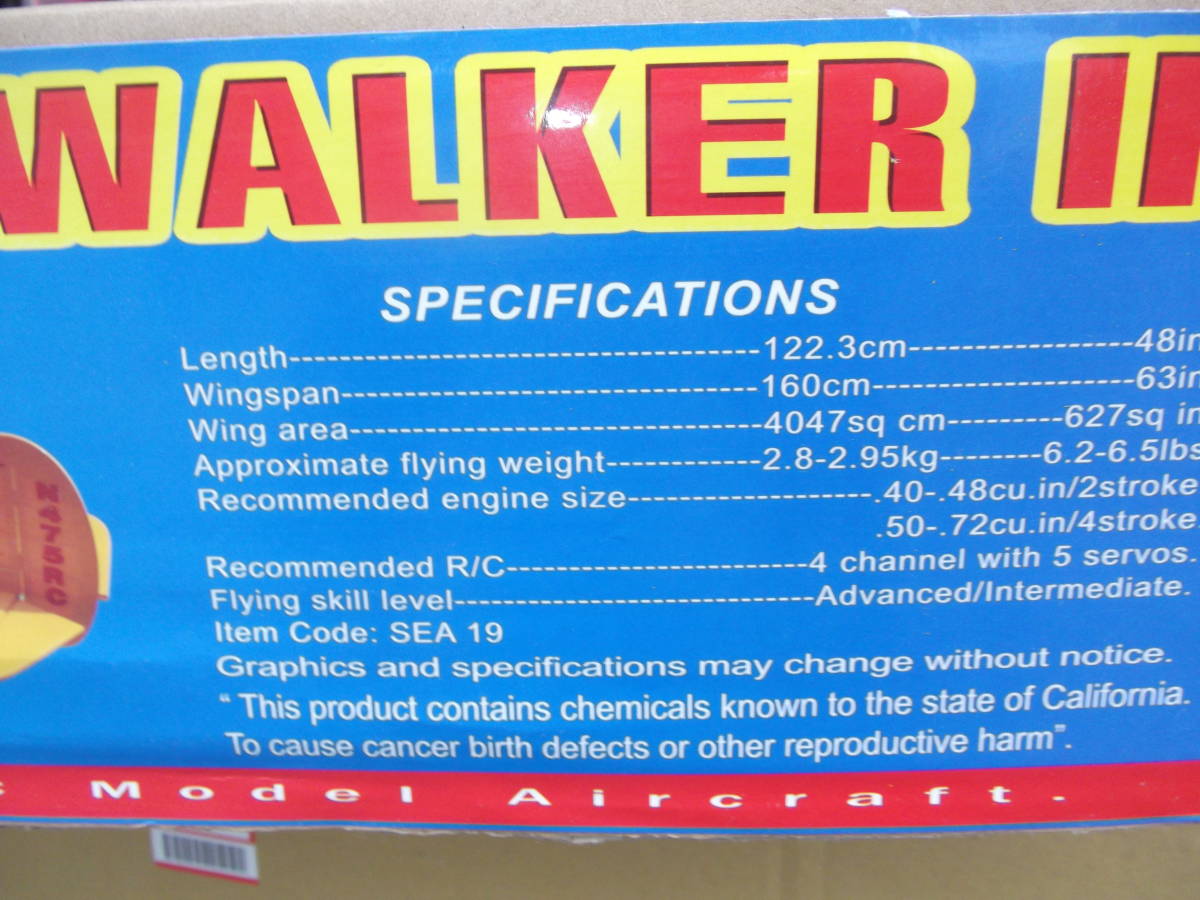 WALKER II
SPECIFICATIONS
Length------------------------------------122.3cm-----------------48in
Wingspan--------------------------------160cm--------------------63in
Wing area--------------------------------4047sq cm---------627sq in
Approximate flying weight------------2.8-2.95kg--------6.2-6.5lbs
Recommended engine size-------------------.40-.48cu.in/2stroke
.50-.72cu.in/4stroke
Recommended R/C-----------------------4 channel with 5 servos.
Flying skill level----------------------------Advanced/Intermediate.
Item Code: SEA 19
Graphics and specifications may change without notice.
“ This product contains chemicals known to the state of California.
To cause cancer birth defects or other reproductive harm”.
c Model Aircraft.
N475RC